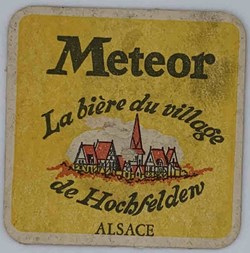 Meteor
La bière du village
de Hochfelden
ALSACE